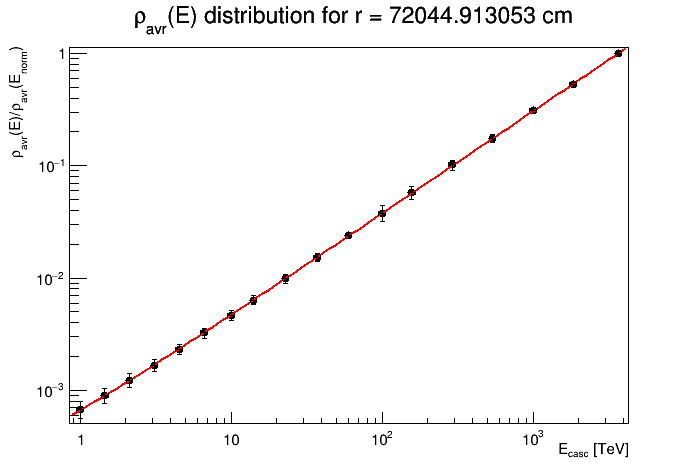 ρavr(E) distribution for r = 72044.913053 cm
ρavr(E)/ρavr(Enorm)
1
10−1
10−2
10−3
1 10 102 103
Ecasc [TeV]